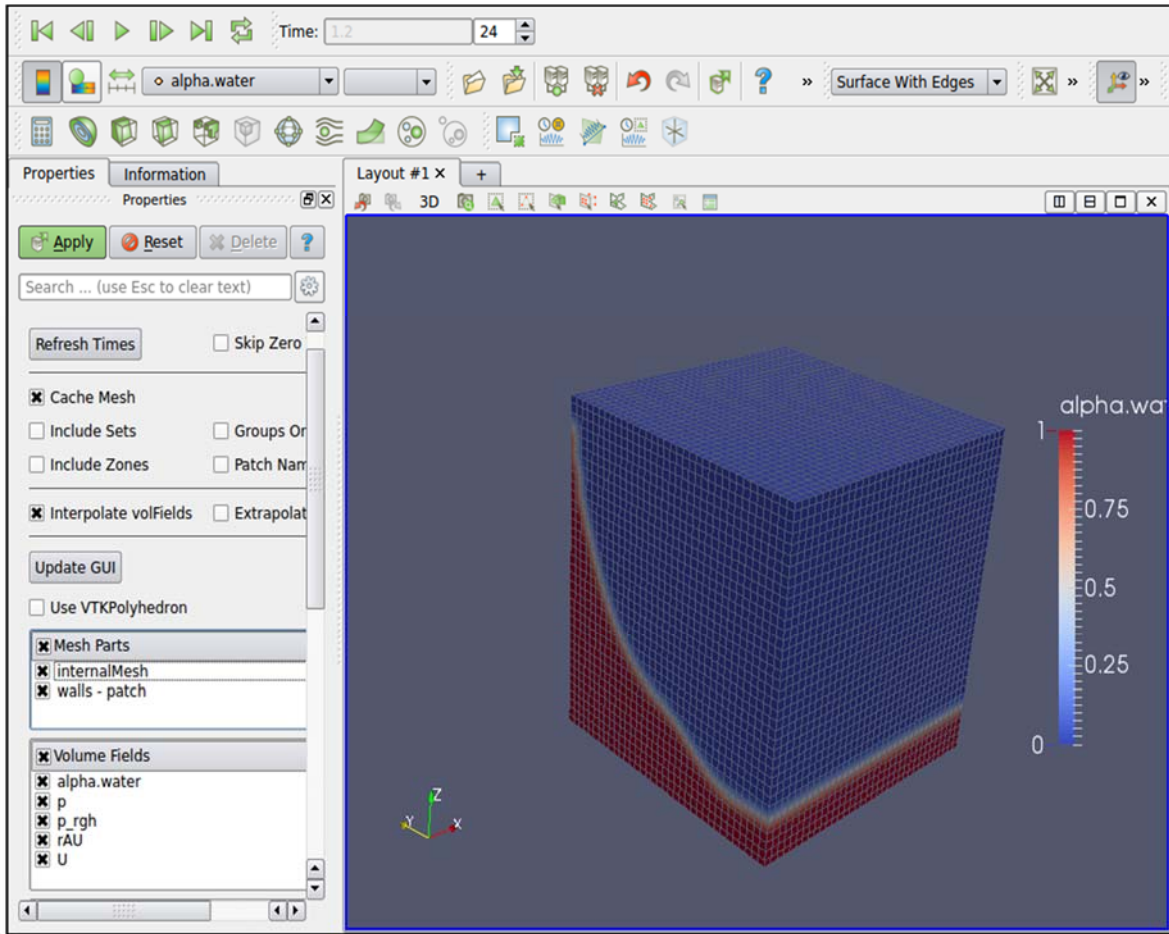 Time: 1.2 24
alpha.water Surface With Edges » »
? »
Properties Information Layout #1 × +
Properties 3D
Apply Reset Delete ?
Search ... (use Esc to clear text)
Refresh Times Skip Zero
Cache Mesh
Include Sets Groups Or
Include Zones Patch Nam
Interpolate volFields Extrapolat
Update GUI
Use VTKPolyhedron
Mesh Parts
internalMesh
walls - patch
Volume Fields
alpha.water
p
p_rgh
rAU
U
alpha.wat
1
0.75
0.5
0.25
0
Z
Y X